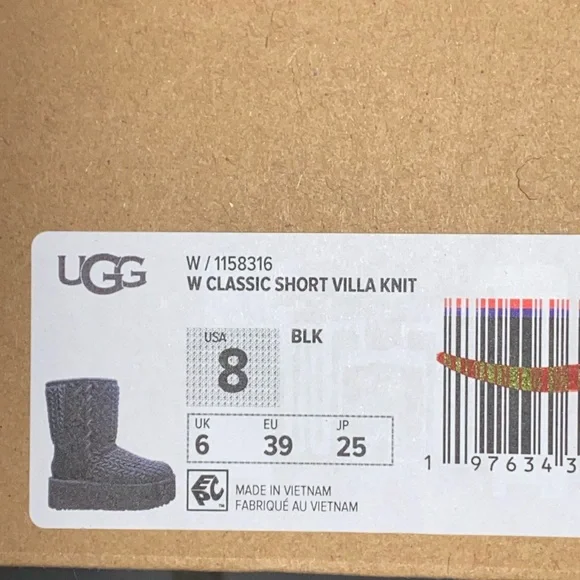 UGG
W / 1158316
W CLASSIC SHORT VILLA KNIT
USA
8
BLK
UK EU JP
6 39 25
EPC™
MADE IN VIETNAM
FABRIQUÉ AU VIETNAM
1 97634 3